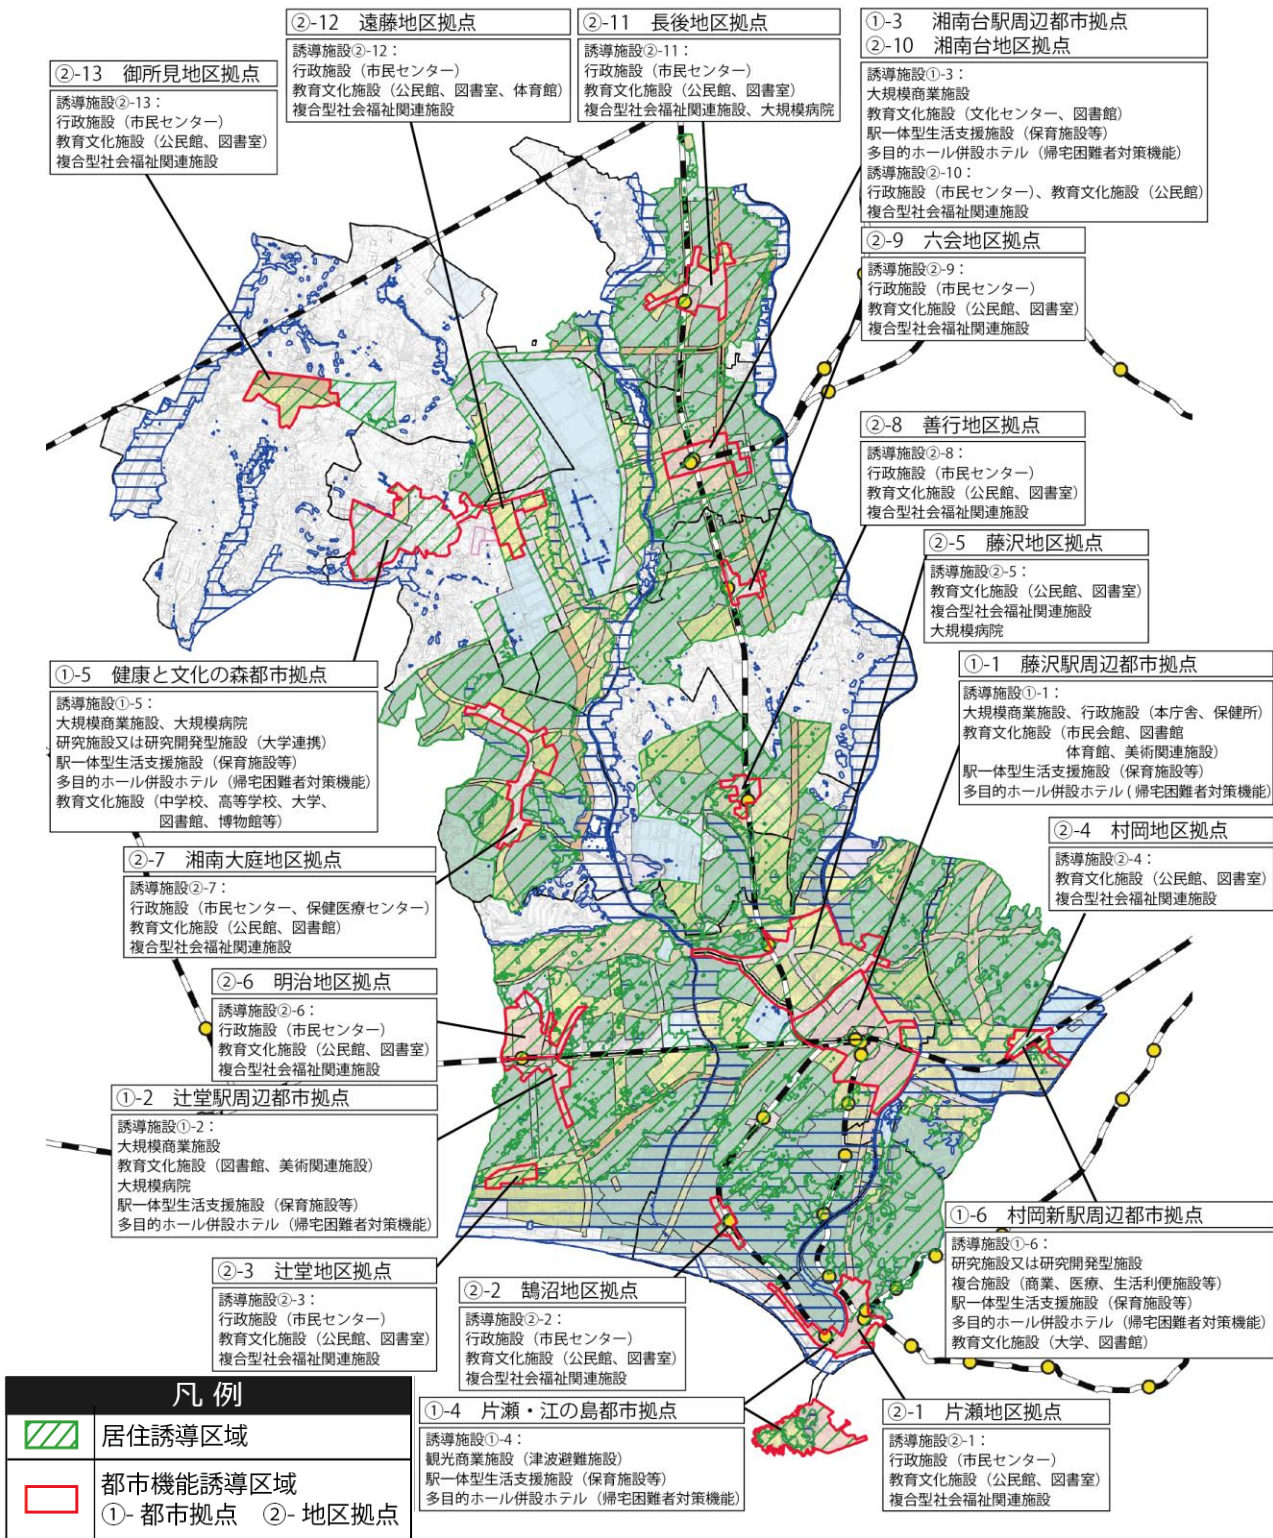 ②-12　遠藤地区拠点
誘導施設②-12：
行政施設（市民センター）
教育文化施設（公民館、図書室、体育館）
複合型社会福祉関連施設
②-11　長後地区拠点
誘導施設②-11：
行政施設（市民センター）
教育文化施設（公民館、図書室）
複合型社会福祉関連施設、大規模病院
①-3　湘南台駅周辺都市拠点
②-10　湘南台地区拠点
誘導施設①-3：
大規模商業施設
教育文化施設（文化センター、図書館）
駅一体型生活支援施設（保育施設等）
多目的ホール併設ホテル（帰宅困難者対策機能）
誘導施設②-10：
行政施設（市民センター）、教育文化施設（公民館）
複合型社会福祉関連施設
②-13　御所見地区拠点
誘導施設②-13：
行政施設（市民センター）
教育文化施設（公民館、図書室）
複合型社会福祉関連施設
②-9　六会地区拠点
誘導施設②-9：
行政施設（市民センター）
教育文化施設（公民館、図書室）
複合型社会福祉関連施設
②-8　善行地区拠点
誘導施設②-8：
行政施設（市民センター）
教育文化施設（公民館、図書室）
複合型社会福祉関連施設
②-5　藤沢地区拠点
誘導施設②-5：
教育文化施設（公民館、図書室）
複合型社会福祉関連施設
大規模病院
①-5　健康と文化の森都市拠点
誘導施設①-5：
大規模商業施設、大規模病院
研究施設又は研究開発型施設（大学連携）
駅一体型生活支援施設（保育施設等）
多目的ホール併設ホテル（帰宅困難者対策機能）
教育文化施設（中学校、高等学校、大学、
図書館、博物館等）
①-1　藤沢駅周辺都市拠点
誘導施設①-1：
大規模商業施設、行政施設（本庁舎、保健所）
教育文化施設（市民会館、図書館
体育館、美術関連施設）
駅一体型生活支援施設（保育施設等）
多目的ホール併設ホテル（帰宅困難者対策機能）
②-4　村岡地区拠点
誘導施設②-4：
教育文化施設（公民館、図書室）
複合型社会福祉関連施設
②-7　湘南大庭地区拠点
誘導施設②-7：
行政施設（市民センター、保健医療センター）
教育文化施設（公民館、図書館）
複合型社会福祉関連施設
②-6　明治地区拠点
誘導施設②-6：
行政施設（市民センター）
教育文化施設（公民館、図書室）
複合型社会福祉関連施設
①-2　辻堂駅周辺都市拠点
誘導施設①-2：
大規模商業施設
教育文化施設（図書館、美術関連施設）
大規模病院
駅一体型生活支援施設（保育施設等）
多目的ホール併設ホテル（帰宅困難者対策機能）
①-6　村岡新駅周辺都市拠点
誘導施設①-6：
研究施設又は研究開発型施設
複合施設（商業、医療、生活利便施設等）
駅一体型生活支援施設（保育施設等）
多目的ホール併設ホテル（帰宅困難者対策機能）
教育文化施設（大学、図書館）
②-3　辻堂地区拠点
誘導施設②-3：
行政施設（市民センター）
教育文化施設（公民館、図書室）
複合型社会福祉関連施設
②-2　鵠沼地区拠点
誘導施設②-2：
行政施設（市民センター）
教育文化施設（公民館、図書室）
複合型社会福祉関連施設
①-4　片瀬・江の島都市拠点
誘導施設①-4：
観光商業施設（津波避難施設）
駅一体型生活支援施設（保育施設等）
多目的ホール併設ホテル（帰宅困難者対策機能）
②-1　片瀬地区拠点
誘導施設②-1：
行政施設（市民センター）
教育文化施設（公民館、図書室）
複合型社会福祉関連施設
凡 例
居住誘導区域
都市機能誘導区域
①- 都市拠点　②- 地区拠点